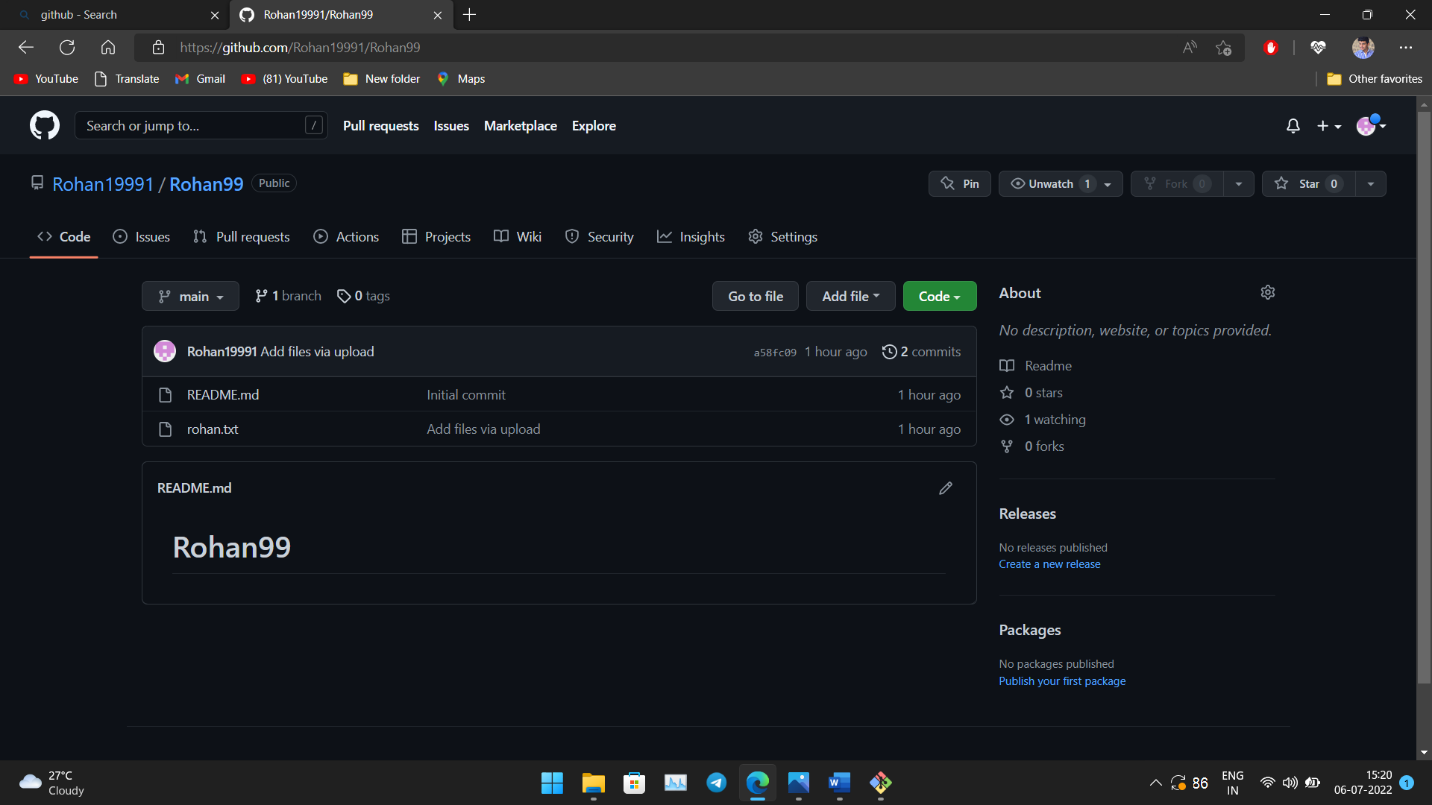 github - Search
Rohan19991/Rohan99
https://github.com/Rohan19991/Rohan99
YouTube Translate Gmail (81) YouTube New folder Maps Other favorites
Search or jump to... / Pull requests Issues Marketplace Explore
Rohan19991 / Rohan99 Public Pin Unwatch 1 Fork 0 Star 0
Code Issues Pull requests Actions Projects Wiki Security Insights Settings
main 1 branch 0 tags Go to file Add file Code
Rohan19991 Add files via upload a58fc09 1 hour ago 2 commits
README.md Initial commit 1 hour ago
rohan.txt Add files via upload 1 hour ago
README.md
Rohan99
About
No description, website, or topics provided.
Readme
0 stars
1 watching
0 forks
Releases
No releases published
Create a new release
Packages
No packages published
Publish your first package
27°C
Cloudy
86
ENG
IN
15:20
06-07-2022
1